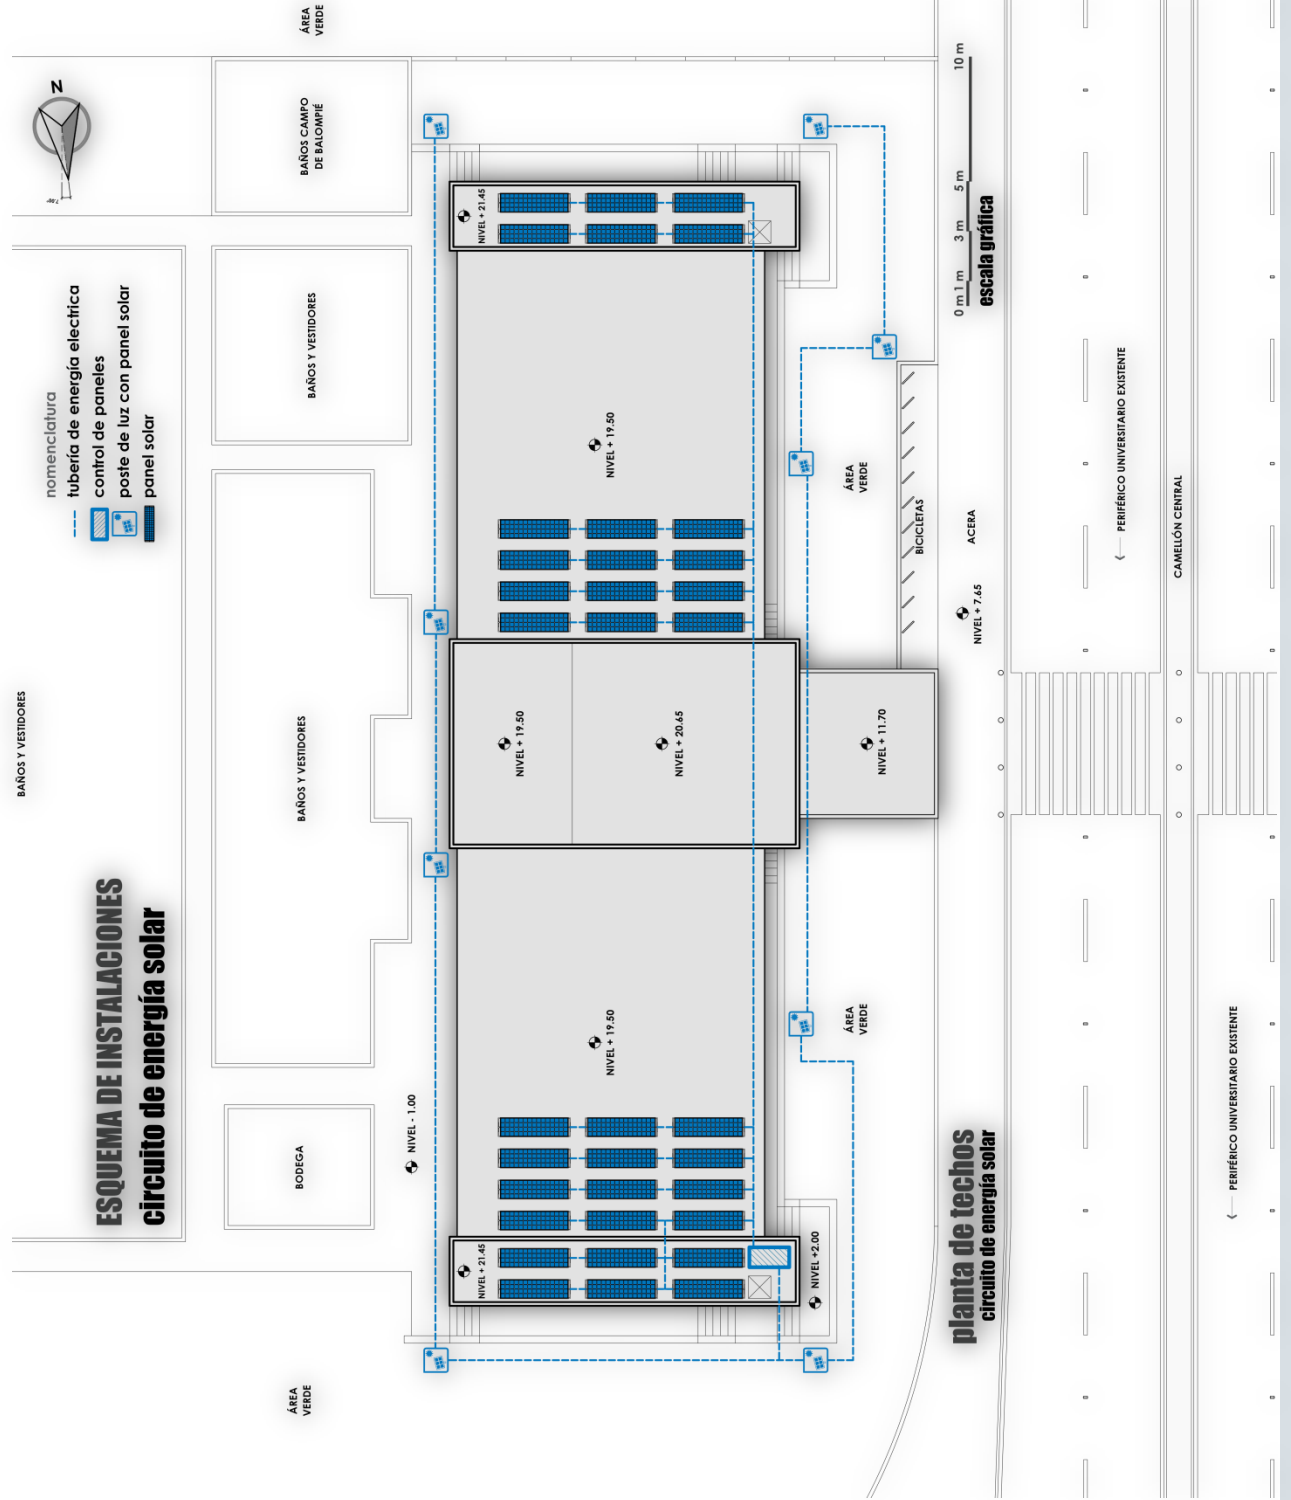 ESQUEMA DE INSTALACIONES
circuito de energía solar
nomenclatura
tubería de energía electrica
control de paneles
poste de luz con panel solar
panel solar
N
BAÑOS Y VESTIDORES
ÁREA
VERDE
BODEGA
BAÑOS Y VESTIDORES
BAÑOS Y VESTIDORES
BAÑOS CAMPO
DE BALOMPIÉ
ÁREA
VERDE
NIVEL - 1.00
NIVEL + 21.45
NIVEL + 19.50
NIVEL + 21.45
NIVEL + 19.50
NIVEL + 20.65
NIVEL + 19.50
NIVEL +2.00
ÁREA
VERDE
NIVEL + 11.70
ÁREA
VERDE
BICICLETAS
planta de techos
circuito de energía solar
NIVEL + 7.65
ACERA
0 m 1 m 3 m 5 m 10 m
escala gráfica
PERIFÉRICO UNIVERSITARIO EXISTENTE
CAMELLÓN CENTRAL
PERIFÉRICO UNIVERSITARIO EXISTENTE